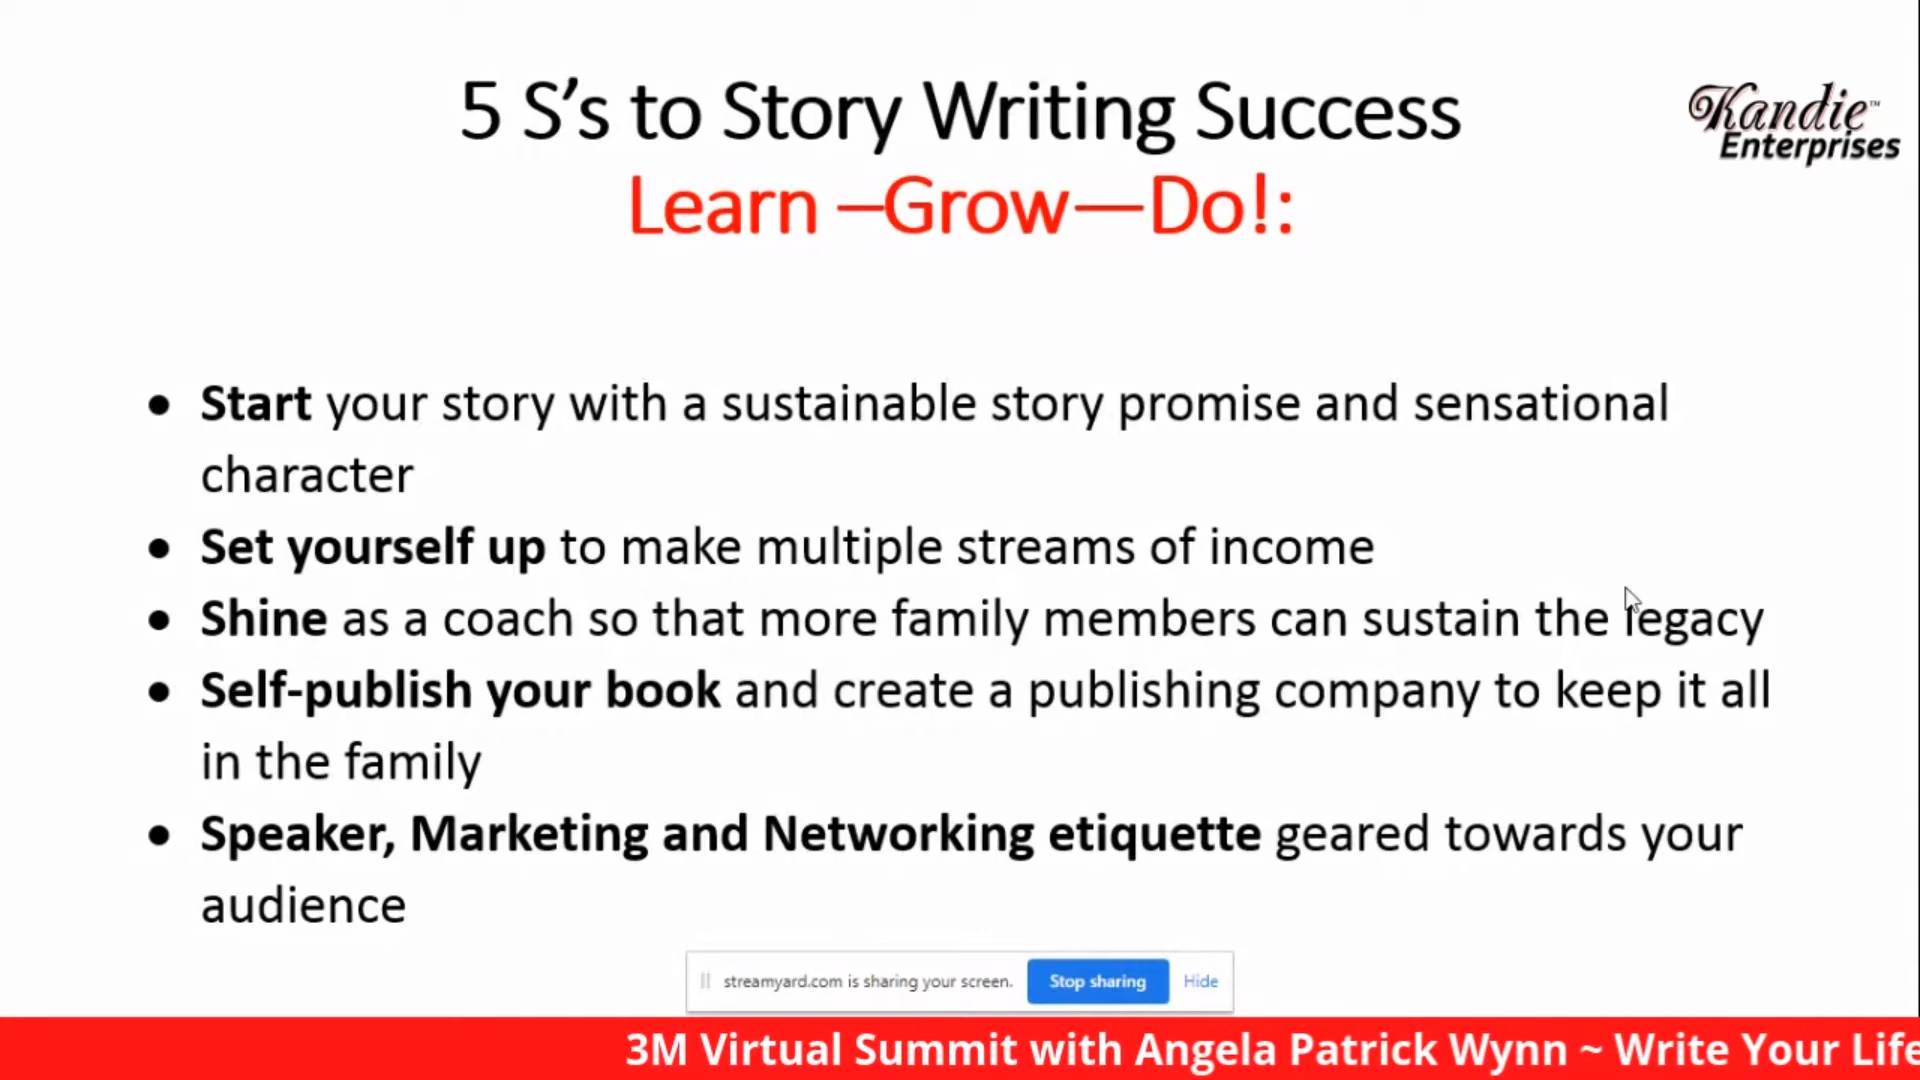 5 S’s to Story Writing Success
Kandie™
Enterprises
Learn –Grow—Do!:
• Start your story with a sustainable story promise and sensational
character
• Set yourself up to make multiple streams of income
• Shine as a coach so that more family members can sustain the legacy
• Self-publish your book and create a publishing company to keep it all
in the family
• Speaker, Marketing and Networking etiquette geared towards your
audience
streamyard.com is sharing your screen. Stop sharing Hide
3M Virtual Summit with Angela Patrick Wynn ~ Write Your Life